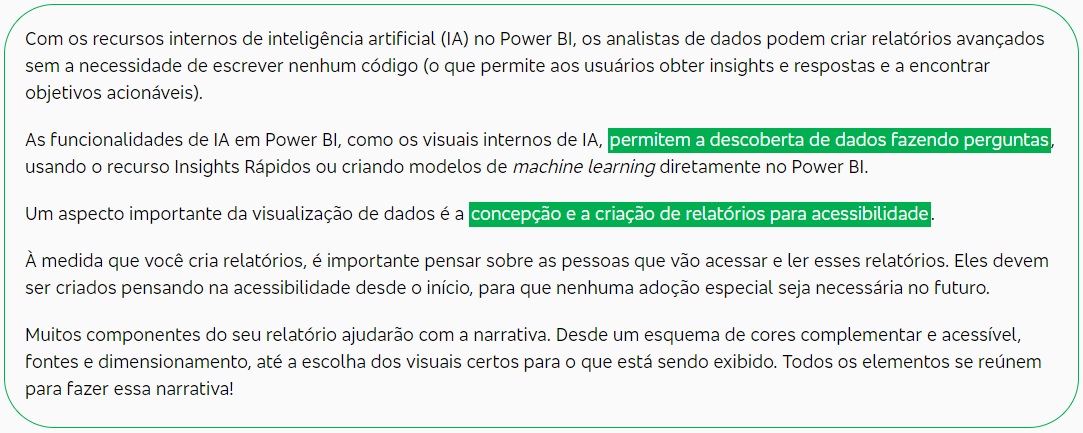 Com os recursos internos de inteligência artificial (IA) no Power BI, os analistas de dados podem criar relatórios avançados
sem a necessidade de escrever nenhum código (o que permite aos usuários obter insights e respostas e a encontrar
objetivos acionáveis).
As funcionalidades de IA em Power BI, como os visuais internos de IA, permitem a descoberta de dados fazendo perguntas,
usando o recurso Insights Rápidos ou criando modelos de machine learning diretamente no Power BI.
Um aspecto importante da visualização de dados é a concepção e a criação de relatórios para acessibilidade.
À medida que você cria relatórios, é importante pensar sobre as pessoas que vão acessar e ler esses relatórios. Eles devem
ser criados pensando na acessibilidade desde o início, para que nenhuma adoção especial seja necessária no futuro.
Muitos componentes do seu relatório ajudarão com a narrativa. Desde um esquema de cores complementar e acessível,
fontes e dimensionamento, até a escolha dos visuais certos para o que está sendo exibido. Todos os elementos se reúnem
para fazer essa narrativa!